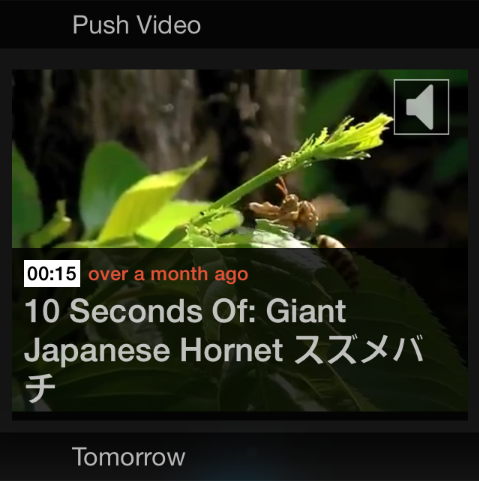 Push Video
00:15 over a month ago
10 Seconds Of: Giant
Japanese Hornet スズメバ
チ
Tomorrow